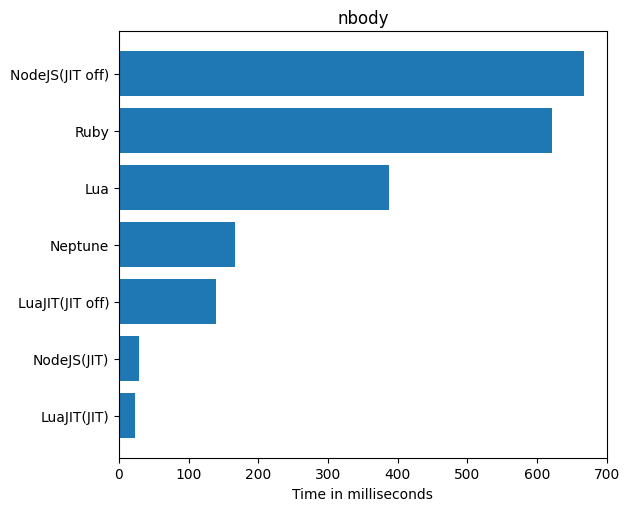 nbody
NodeJS(JIT off)
Ruby
Lua
Neptune
LuaJIT(JIT off)
NodeJS(JIT)
LuaJIT(JIT)
0 100 200 300 400 500 600 700
Time in milliseconds